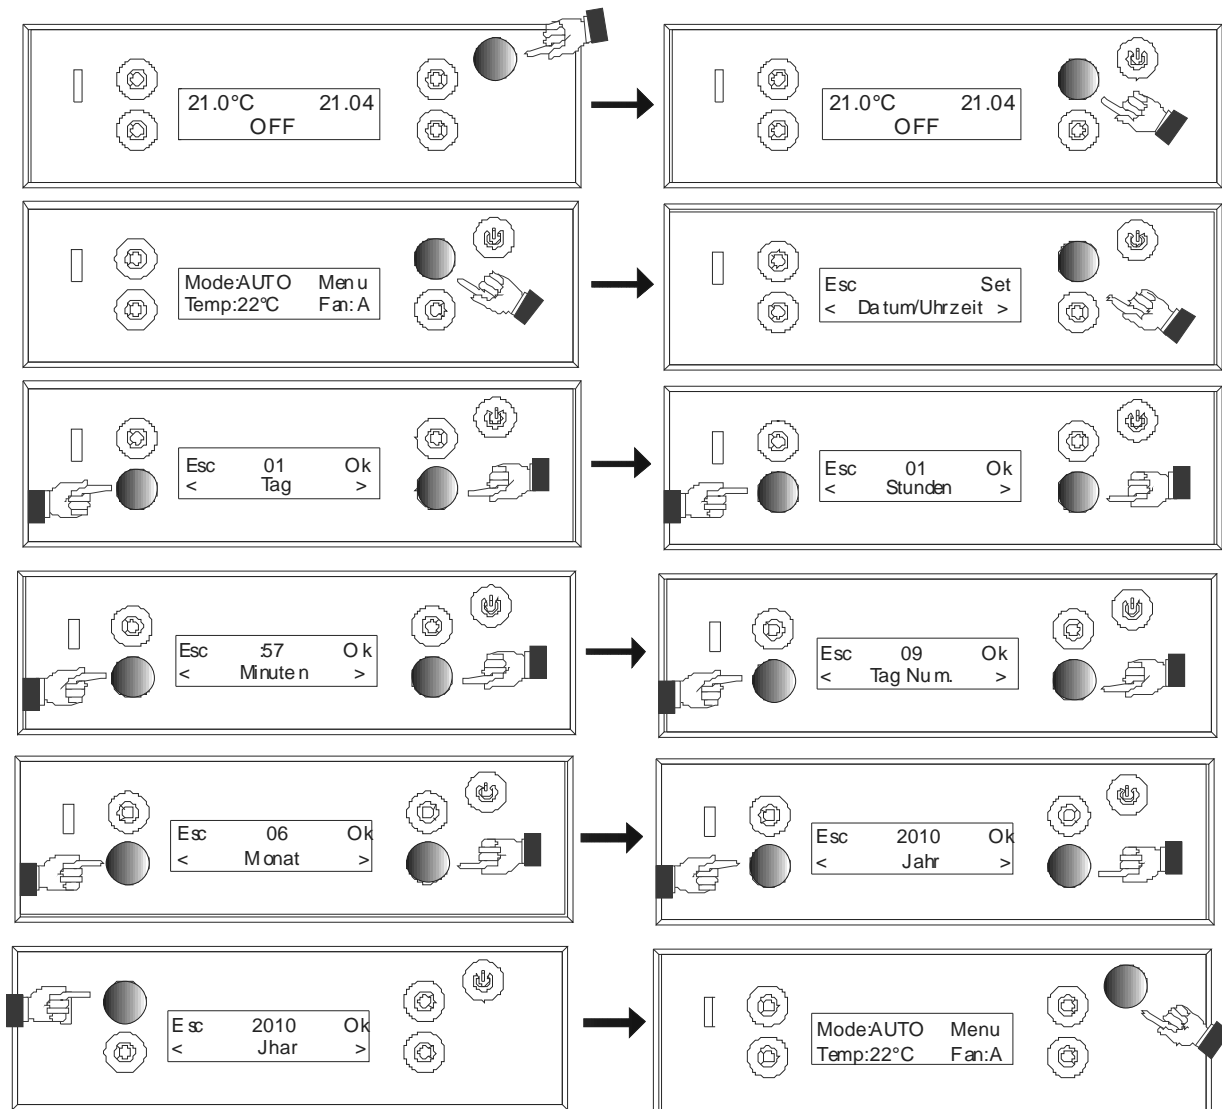 21.0°C 21.04
OFF
21.0°C 21.04
OFF
Mode:AUTO Menu
Temp:22°C Fan:A
Esc Set
< Datum/Uhrzeit >
Esc 01 Ok
< Tag >
Esc 01 Ok
< Stunden >
Esc :57 Ok
< Minuten >
Esc 09 Ok
< Tag Num. >
Esc 06 Ok
< Monat >
Esc 2010 Ok
< Jahr >
Esc 2010 Ok
< Jhar >
Mode:AUTO Menu
Temp:22°C Fan:A